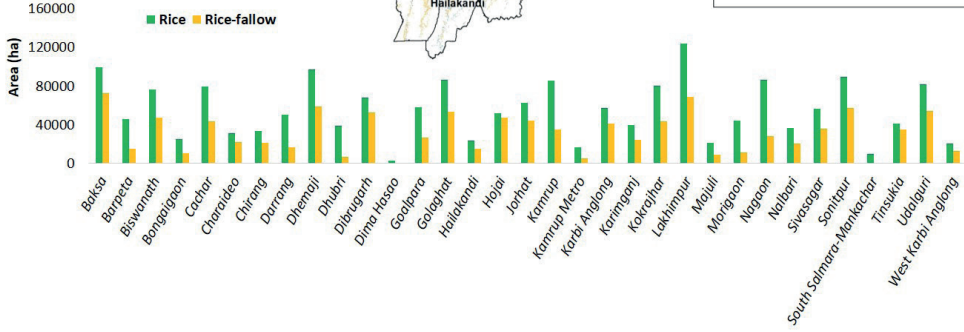 Hailakandi
160000
Rice Rice-fallow
120000
Area (ha)
80000
40000
0
Baksa
Barpeta
Biswanath
Bongaigaon
Cachar
Charaideo
Chirang
Darrang
Dhemaji
Dhubri
Dibrugarh
Dima Hasao
Goalpara
Golaghat
Hailakandi
Hojai
Jorhat
Kamrup
Kamrup Metro
Karbi Anglong
Karimganj
Kokrajhar
Lakhimpur
Majuli
Morigaon
Nagaon
Nalbari
Sivasagar
Sonitpur
South Salmara-Mankachar
Tinsukia
Udalguri
West Karbi Anglong